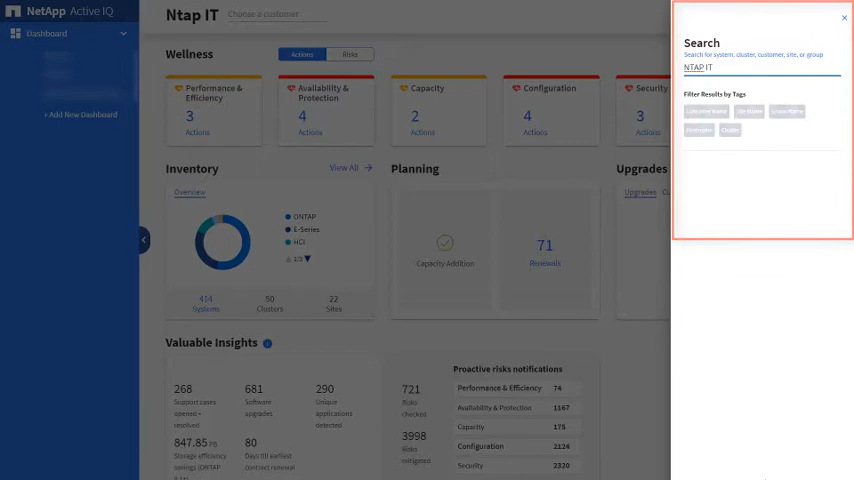 NetApp Active IQ
Dashboard
+ Add New Dashboard
Ntap IT
Choose a customer
Wellness
Actions
Risks
Performance & Efficiency
3
Actions
Availability & Protection
4
Actions
Capacity
2
Actions
Configuration
4
Actions
Security
3
Actions
Inventory
View All →
Overview
ONTAP
E-Series
HCI
1/3
414
Systems
50
Clusters
22
Sites
Planning
Capacity Addition
71
Renewals
Upgrades
Upgrades
Valuable Insights
268
Support cases
opened –
resolved
681
Software
upgrades
290
Unique
applications
detected
847.85 PB
Storage efficiency
savings (ONTAP
80
Days till earliest
contract renewal
721
Risks
checked
3998
Risks
mitigated
Proactive risks notifications
Performance & Efficiency 74
Availability & Protection 1167
Capacity 175
Configuration 2124
Security 2320
Search
Search for system, cluster, customer, site, or group
NTAP IT
Filter Results by Tags
Customer Name
Site Name
Group Name
Hostname
Cluster